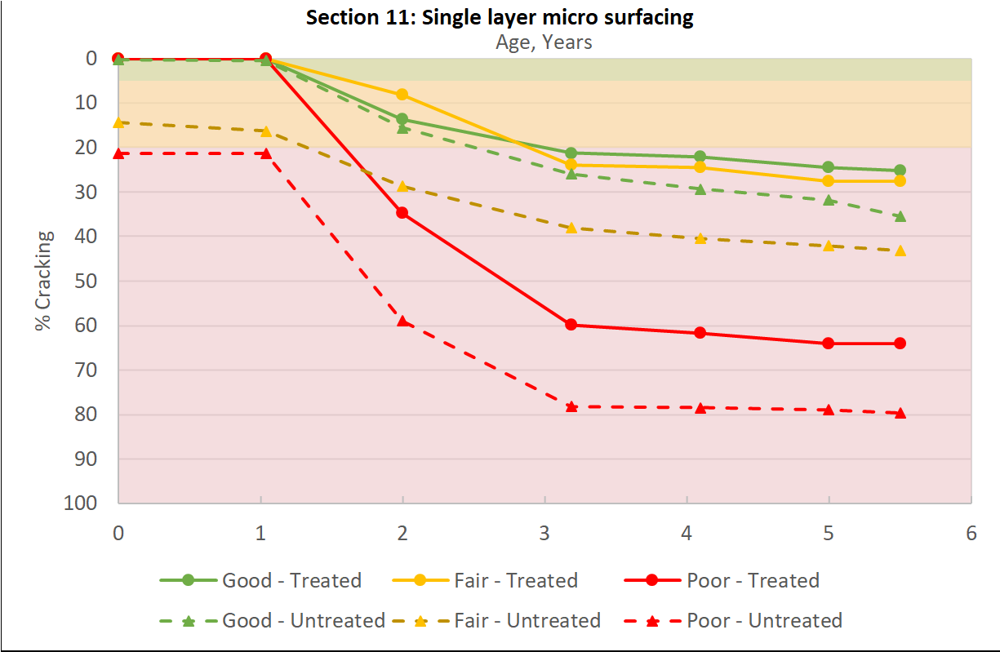 Section 11: Single layer micro surfacing
Age, Years
% Cracking
0
10
20
30
40
50
60
70
80
90
100
0 1 2 3 4 5 6
Good - Treated Fair - Treated Poor - Treated
Good - Untreated Fair - Untreated Poor - Untreated